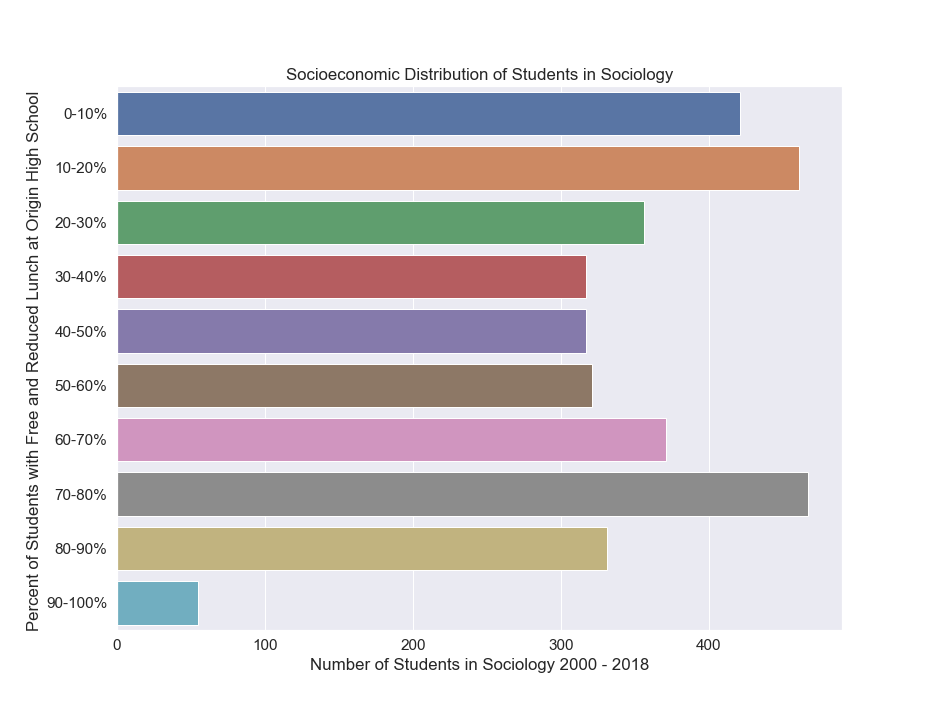 Socioeconomic Distribution of Students in Sociology
Percent of Students with Free and Reduced Lunch at Origin High School
0-10%
10-20%
20-30%
30-40%
40-50%
50-60%
60-70%
70-80%
80-90%
90-100%
0 100 200 300 400
Number of Students in Sociology 2000 - 2018